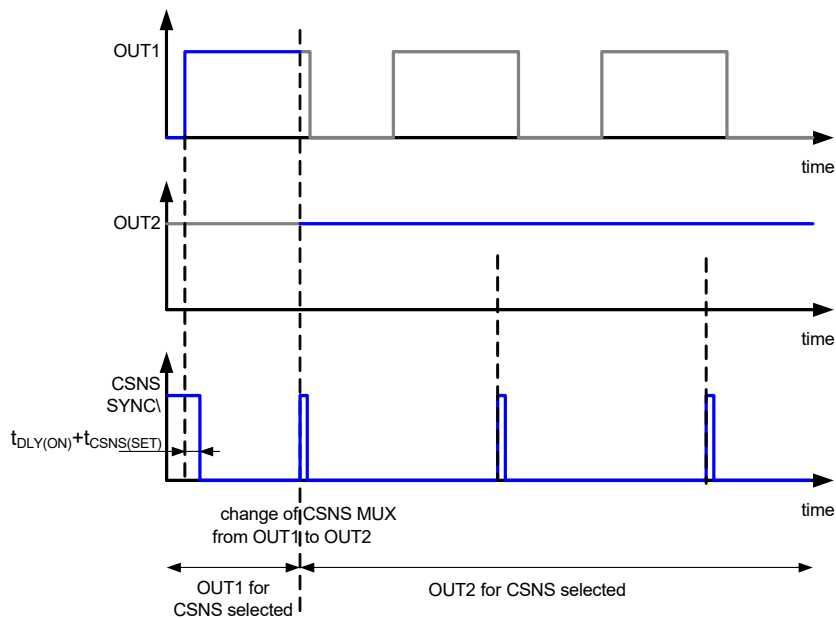 OUT1
time
OUT2
time
CSNS
SYNC\
tDLY(ON)+tCSNS(SET)
time
change of CSNS MUX
from OUT1 to OUT2
OUT1 for
CSNS selected
OUT2 for CSNS selected